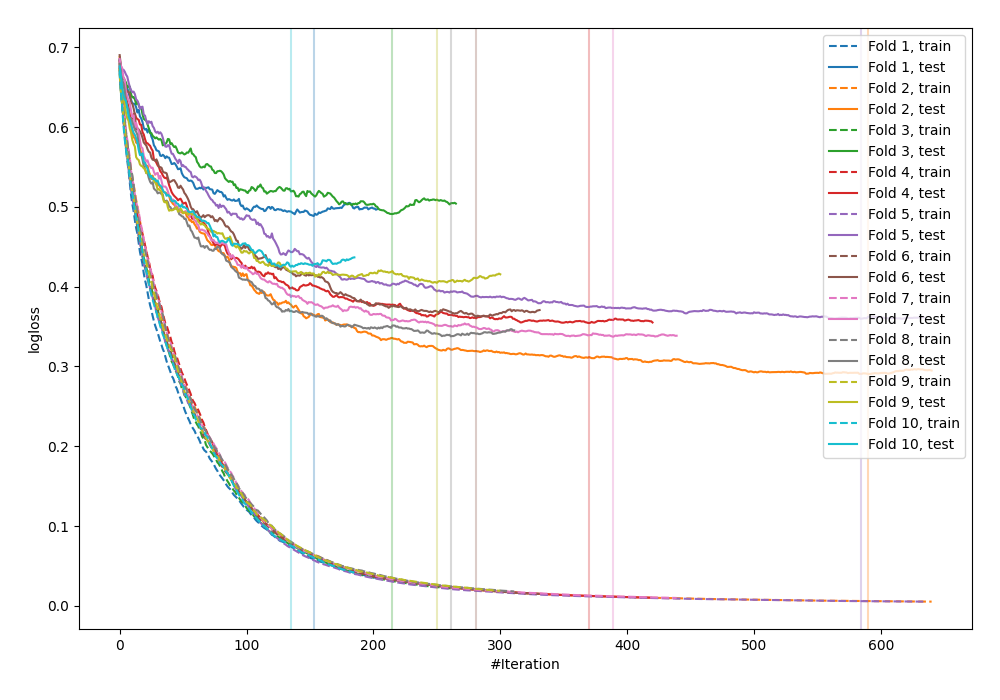 0.7
0.6
0.5
0.4
0.3
0.2
0.1
0.0
logloss
0 100 200 300 400 500 600
#Iteration
Fold 1, train
Fold 1, test
Fold 2, train
Fold 2, test
Fold 3, train
Fold 3, test
Fold 4, train
Fold 4, test
Fold 5, train
Fold 5, test
Fold 6, train
Fold 6, test
Fold 7, train
Fold 7, test
Fold 8, train
Fold 8, test
Fold 9, train
Fold 9, test
Fold 10, train
Fold 10, test